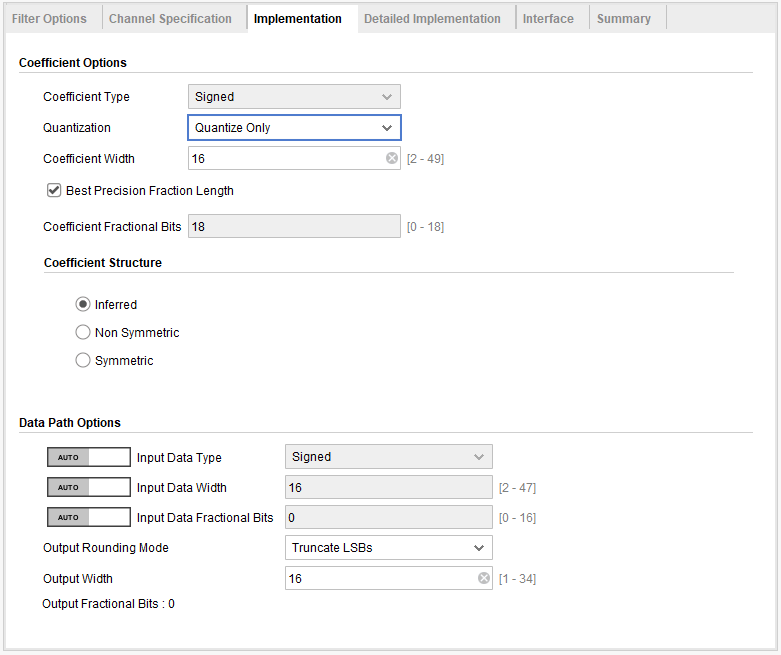 Filter Options Channel Specification Implementation Detailed Implementation Interface Summary
Coefficient Options
Coefficient Type Signed
Quantization Quantize Only
Coefficient Width 16 [2 - 49]
Best Precision Fraction Length
Coefficient Fractional Bits 18 [0 - 18]
Coefficient Structure
Inferred
Non Symmetric
Symmetric
Data Path Options
AUTO Input Data Type Signed
AUTO Input Data Width 16 [2 - 47]
AUTO Input Data Fractional Bits 0 [0 - 16]
Output Rounding Mode Truncate LSBs
Output Width 16 [1 - 34]
Output Fractional Bits : 0